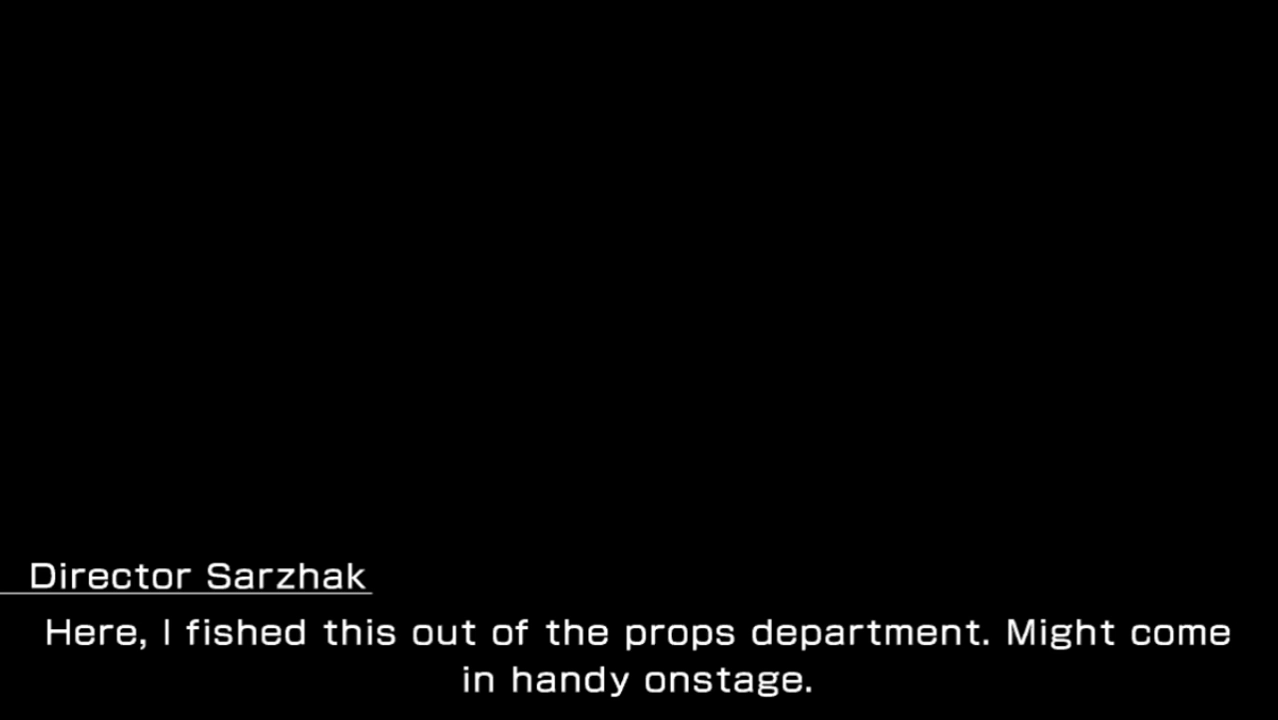 Director Sarzhak
Here, I fished this out of the props department. Might come
in handy onstage.